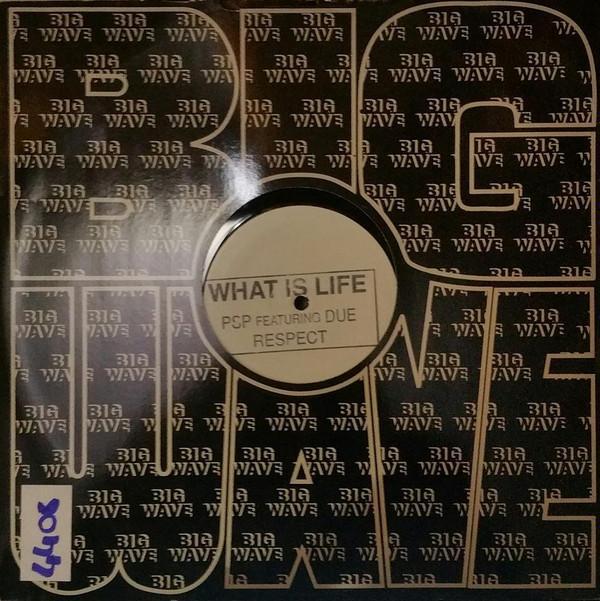 BIG
WAVE
WHAT IS LIFE
PSP FEATURING DUE
RESPECT
4408